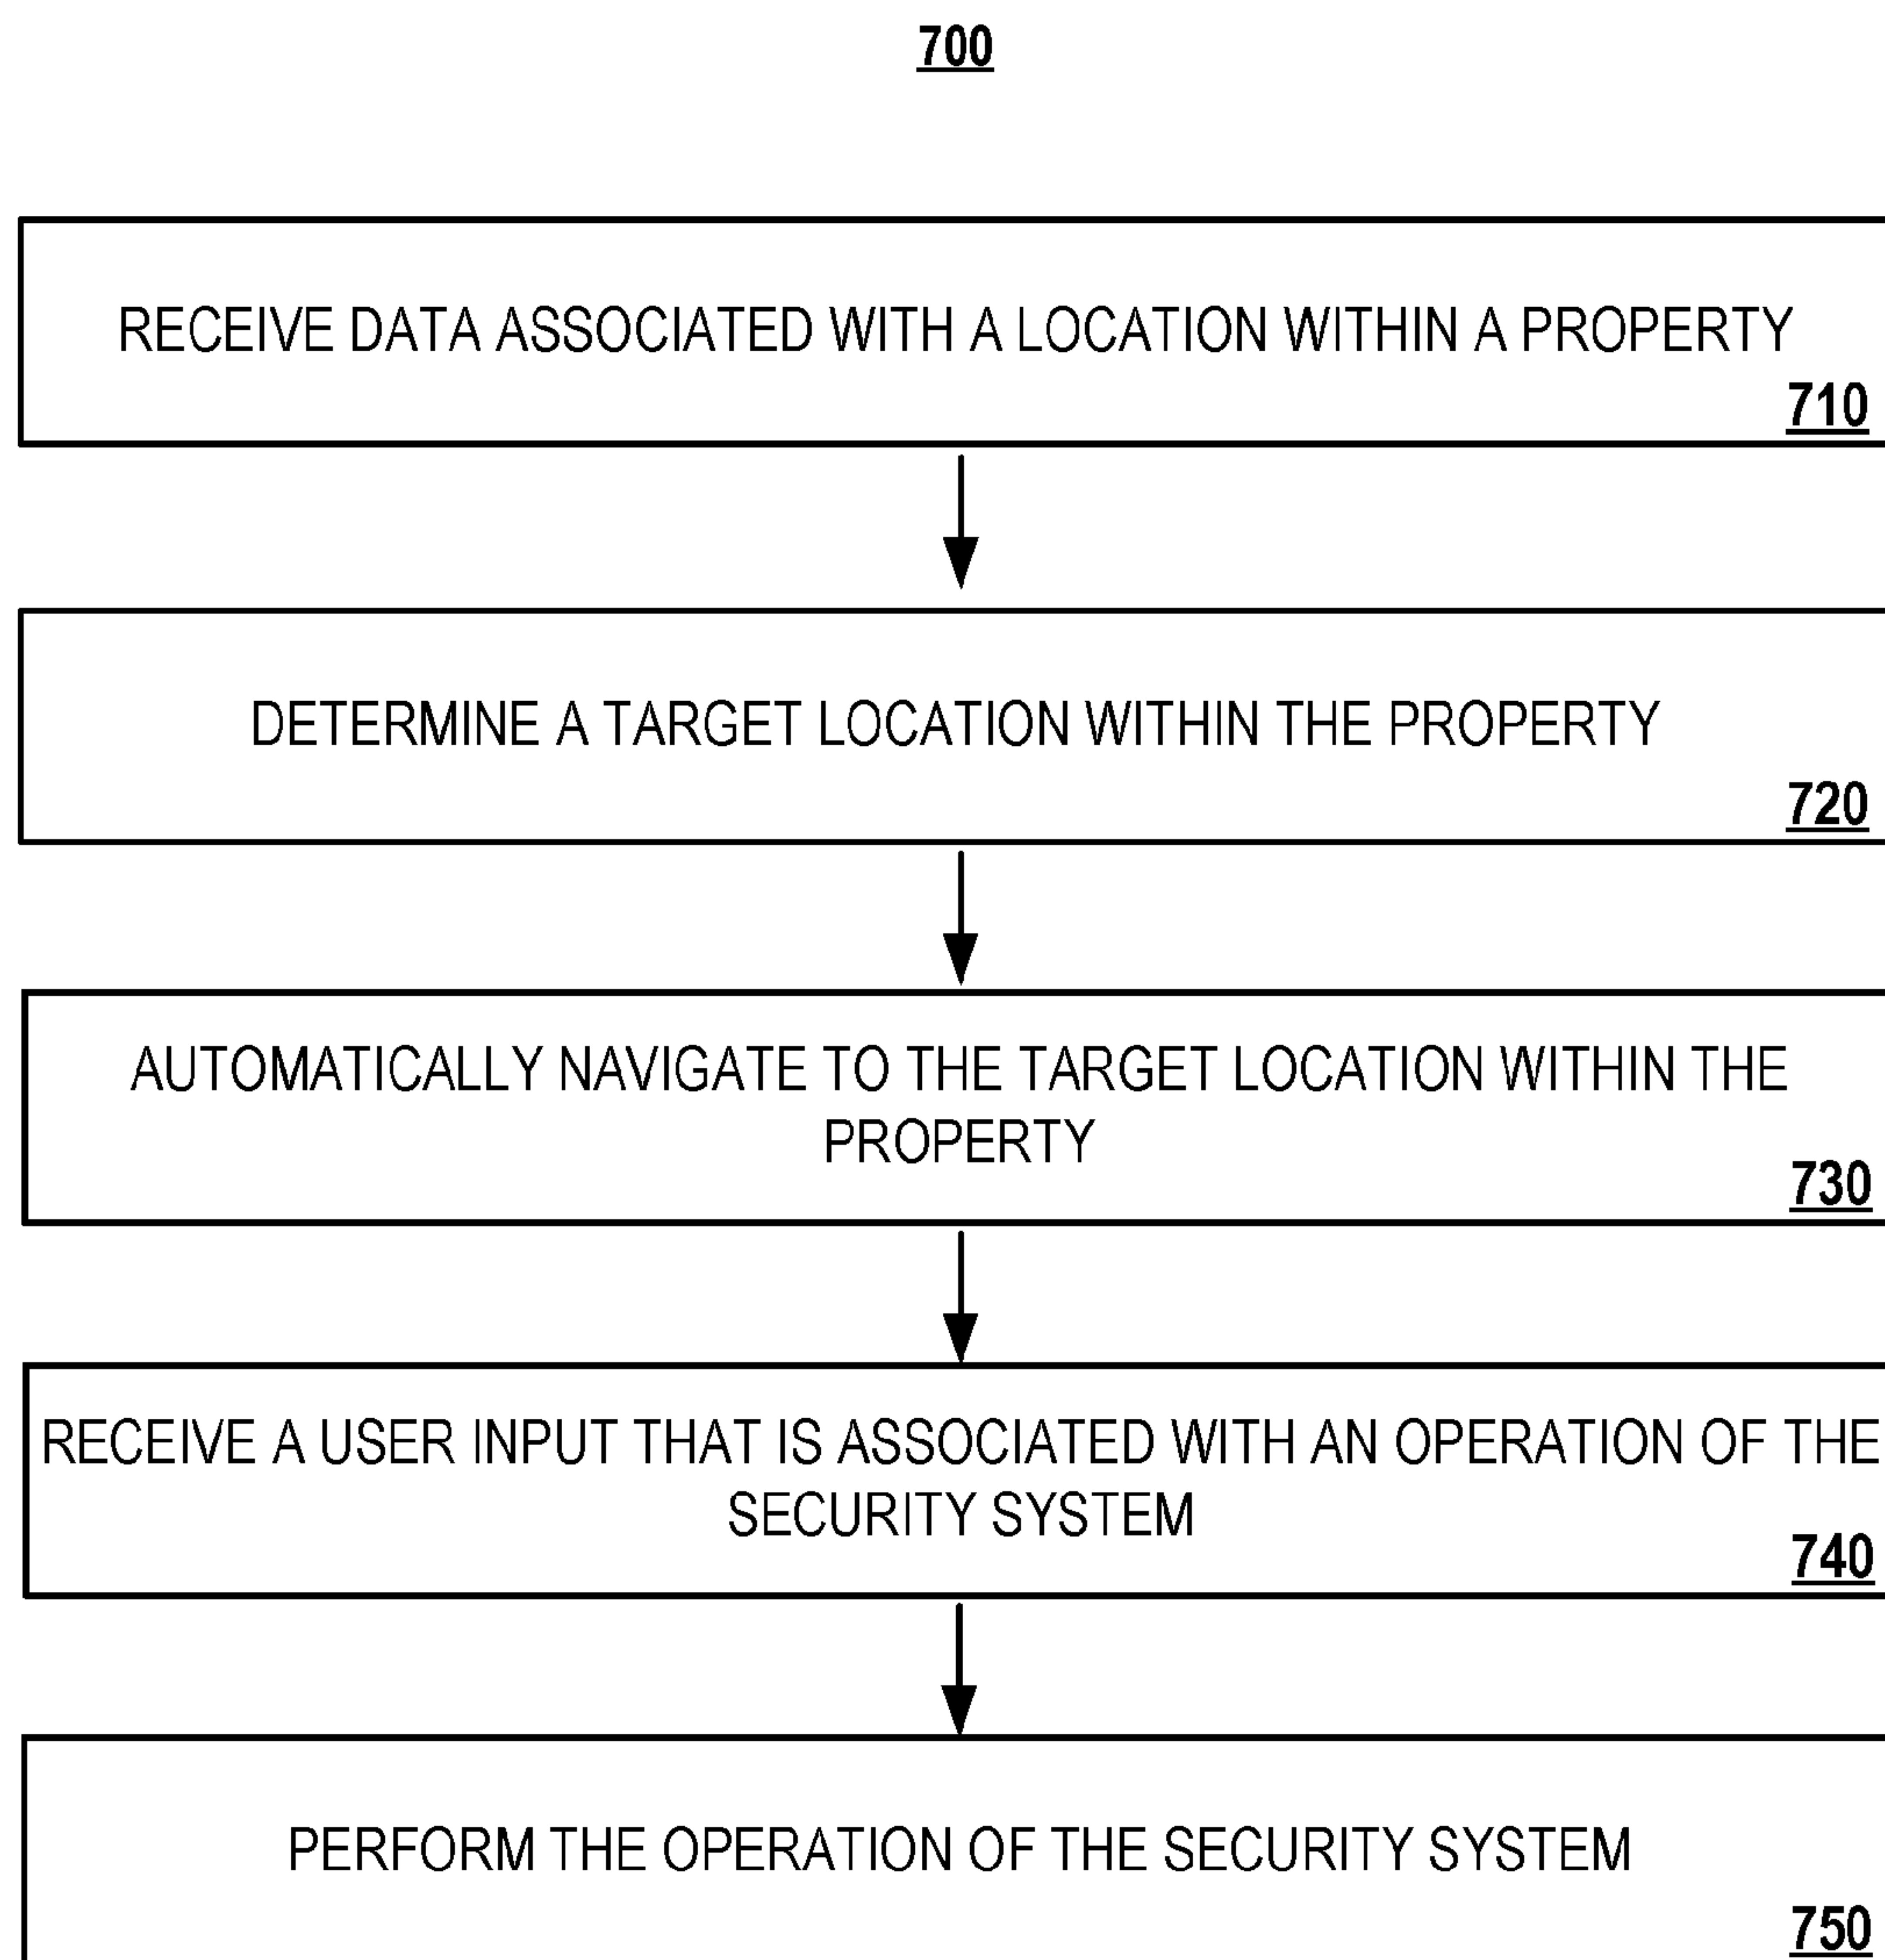 700
RECEIVE DATA ASSOCIATED WITH A LOCATION WITHIN A PROPERTY
710
DETERMINE A TARGET LOCATION WITHIN THE PROPERTY
720
AUTOMATICALLY NAVIGATE TO THE TARGET LOCATION WITHIN THE
PROPERTY
730
RECEIVE A USER INPUT THAT IS ASSOCIATED WITH AN OPERATION OF THE
SECURITY SYSTEM
740
PERFORM THE OPERATION OF THE SECURITY SYSTEM
750